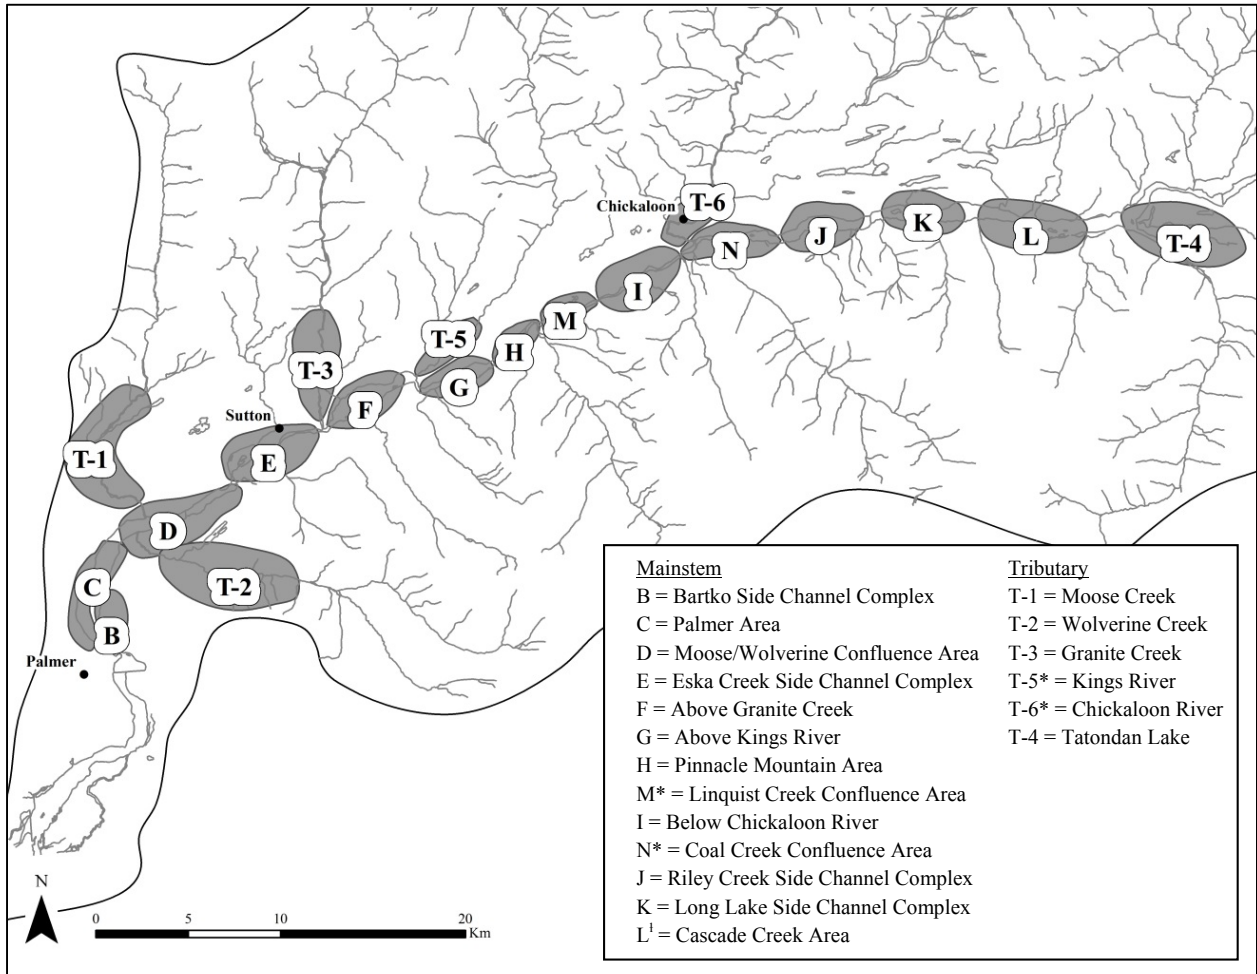 T-6
Chickaloon
K
N
J
L
T-4
I
M
T-5
H
T-3
G
F
Sutton
E
T-1
D
T-2
C
B
Palmer
Mainstem
B = Bartko Side Channel Complex
C = Palmer Area
D = Moose/Wolverine Confluence Area
E = Eska Creek Side Channel Complex
F = Above Granite Creek
G = Above Kings River
H = Pinnacle Mountain Area
M* = Linquist Creek Confluence Area
I = Below Chickaloon River
N* = Coal Creek Confluence Area
J = Riley Creek Side Channel Complex
K = Long Lake Side Channel Complex
Lƚ = Cascade Creek Area
Tributary
T-1 = Moose Creek
T-2 = Wolverine Creek
T-3 = Granite Creek
T-5* = Kings River
T-6* = Chickaloon River
T-4 = Tatondan Lake
N
0 5 10 20
Km